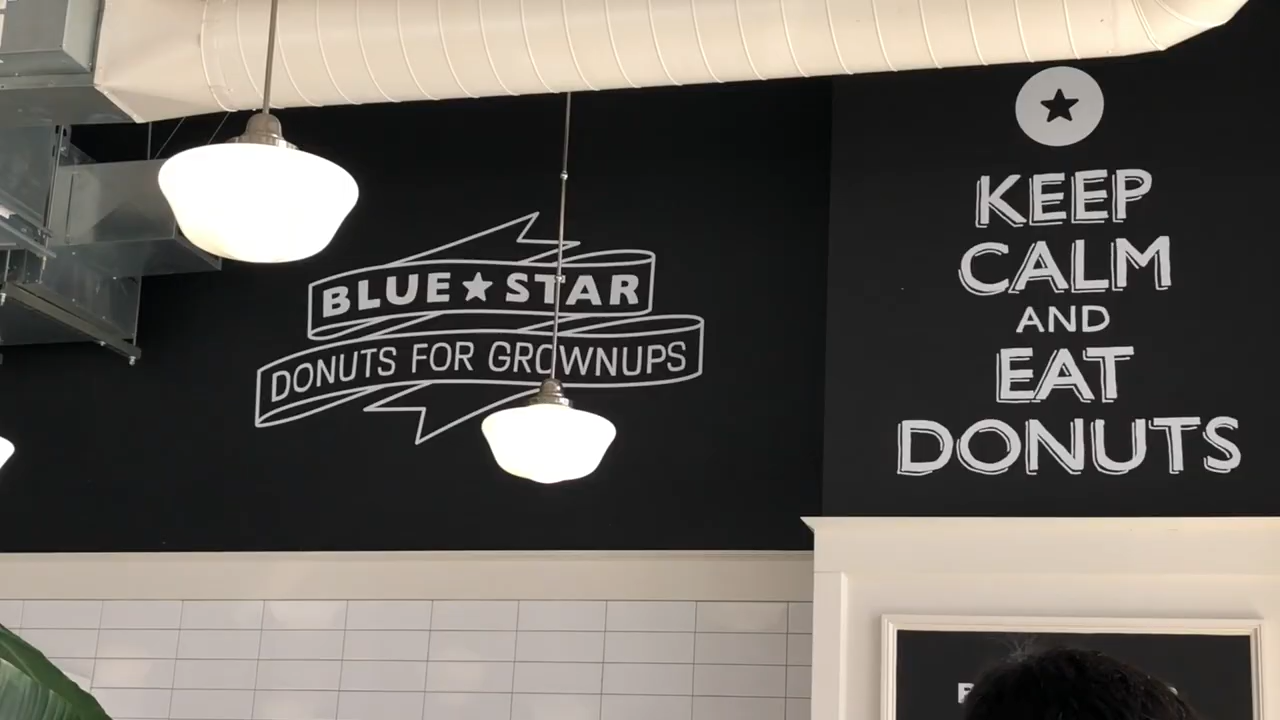 BLUE★STAR
DONUTS FOR GROWNUPS
KEEP
CALM
AND
EAT
DONUTS